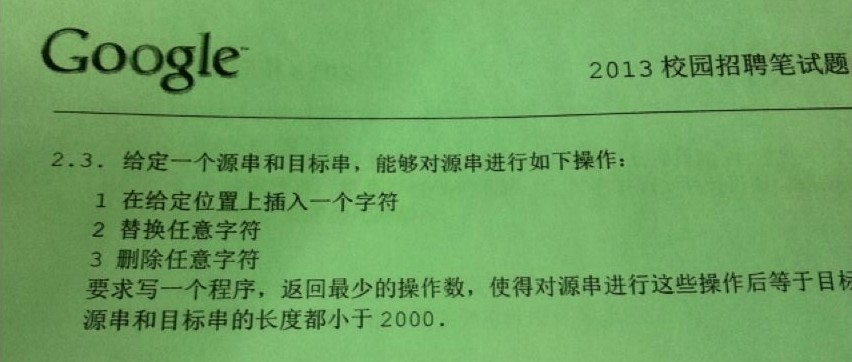 Google™
2013 校园招聘笔试题
2.3. 给定一个源串和目标串，能够对源串进行如下操作：
1 在给定位置上插入一个字符
2 替换任意字符
3 删除任意字符
要求写一个程序，返回最少的操作数，使得对源串进行这些操作后等于目标
源串和目标串的长度都小于 2000.